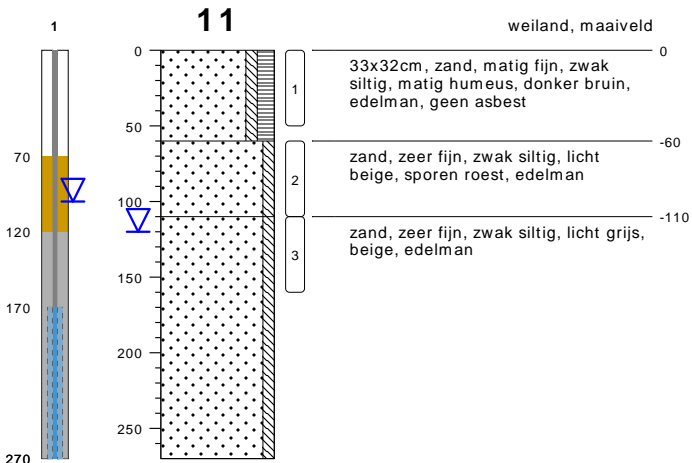 1
11
weiland, maaiveld
0
0
33x32cm, zand, matig fijn, zwak
siltig, matig humeus, donker bruin,
edelman, geen asbest
1
50
-60
70
zand, zeer fijn, zwak siltig, licht
beige, sporen roest, edelman
2
100
-110
120
zand, zeer fijn, zwak siltig, licht grijs,
beige, edelman
3
150
170
200
250
270